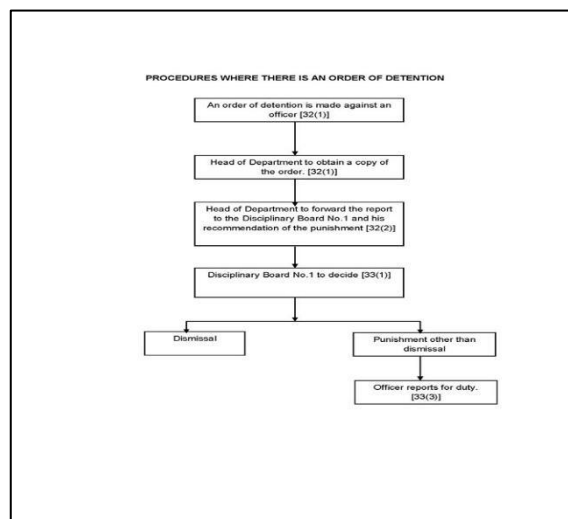 PROCEDURES WHERE THERE IS AN ORDER OF DETENTION
An order of detention is made against an
officer [32(1)]
Head of Department to obtain a copy of
the order. [32(1)]
Head of Department to forward the report
to the Disciplinary Board No.1 and his
recommendation of the punishment [32(2)]
Disciplinary Board No.1 to decide [33(1)]
Dismissal
Punishment other than
dismissal
Officer reports for duty.
[33(3)]